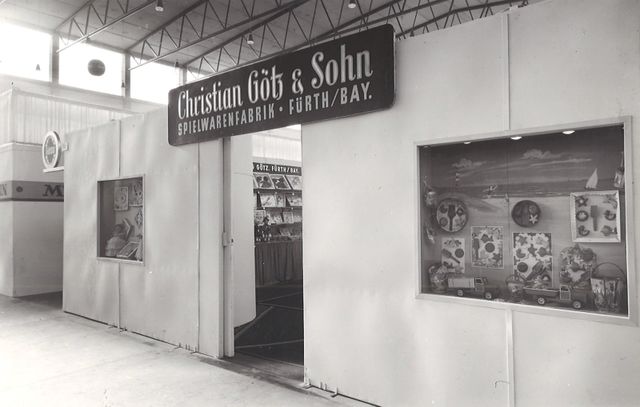 Christian Götz & Sohn
SPIELWARENFABRIK · FÜRTH/BAY.
GÖTZ, FÜRTH/BAY.